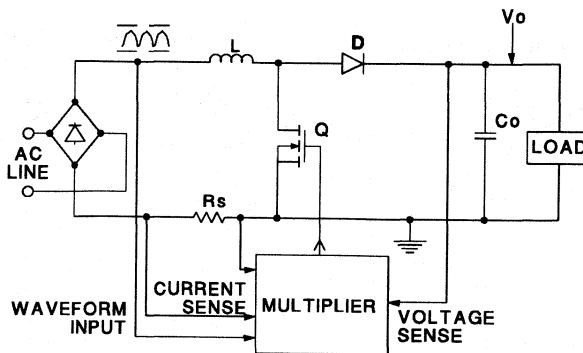 Vo
L
D
Q
Co
LOAD
AC
LINE
Rs
CURRENT
SENSE
MULTIPLIER
WAVEFORM
INPUT
VOLTAGE
SENSE